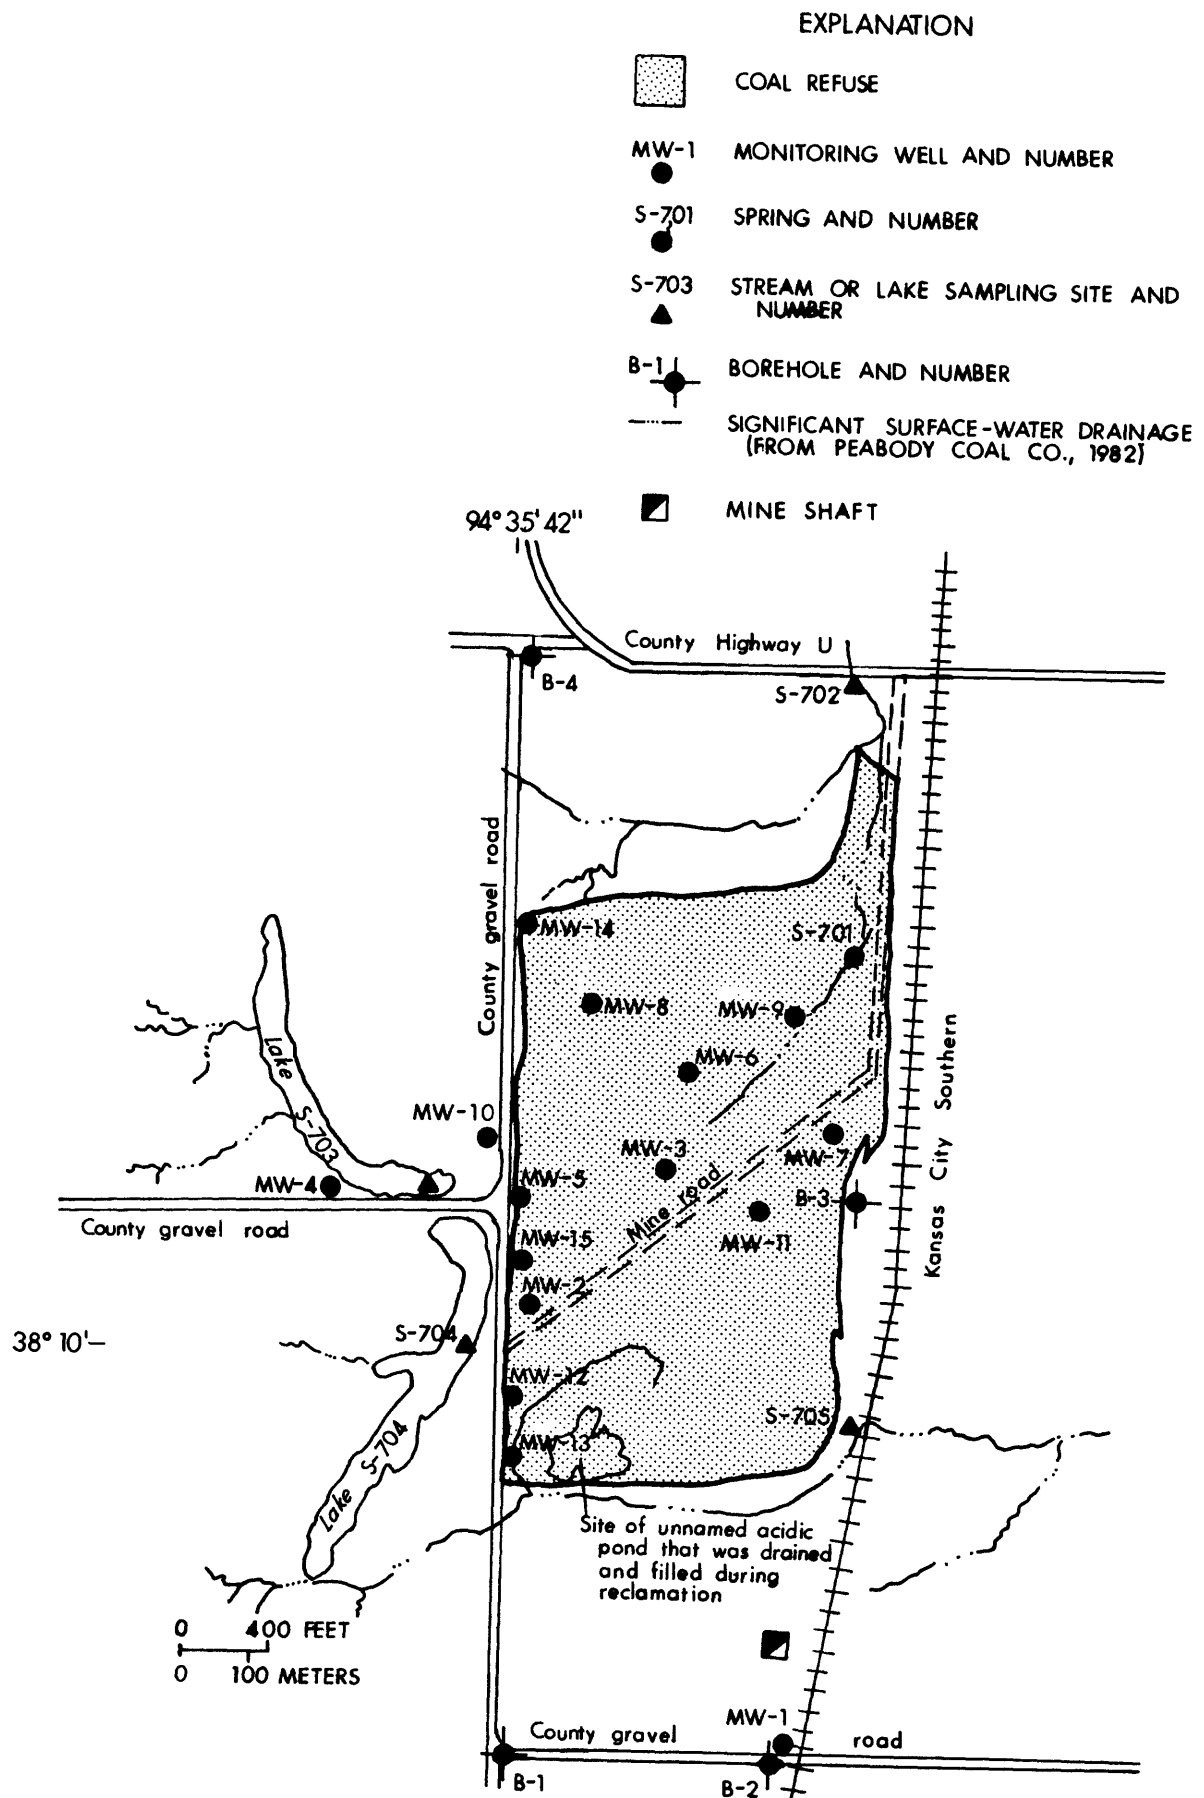 EXPLANATION
COAL REFUSE
MW-1 MONITORING WELL AND NUMBER
S-701 SPRING AND NUMBER
S-703 STREAM OR LAKE SAMPLING SITE AND
NUMBER
B-1 BOREHOLE AND NUMBER
SIGNIFICANT SURFACE-WATER DRAINAGE
(FROM PEABODY COAL CO., 1982)
MINE SHAFT
94° 35' 42"
County Highway U
B-4
S-702
County gravel road
MW-14
S-701
MW-8
MW-9
Lake S-703
MW-6
Kansas City Southern
MW-10
MW-3
MW-7
MW-4
MW-5
B-3
Mine road
County gravel road
MW-15
MW-11
MW-2
38° 10'
S-704
MW-12
S-705
Lake S-704
MW-13
Site of unnamed acidic
pond that was drained
and filled during
reclamation
0 400 FEET
0 100 METERS
MW-1
County gravel road
B-1
B-2